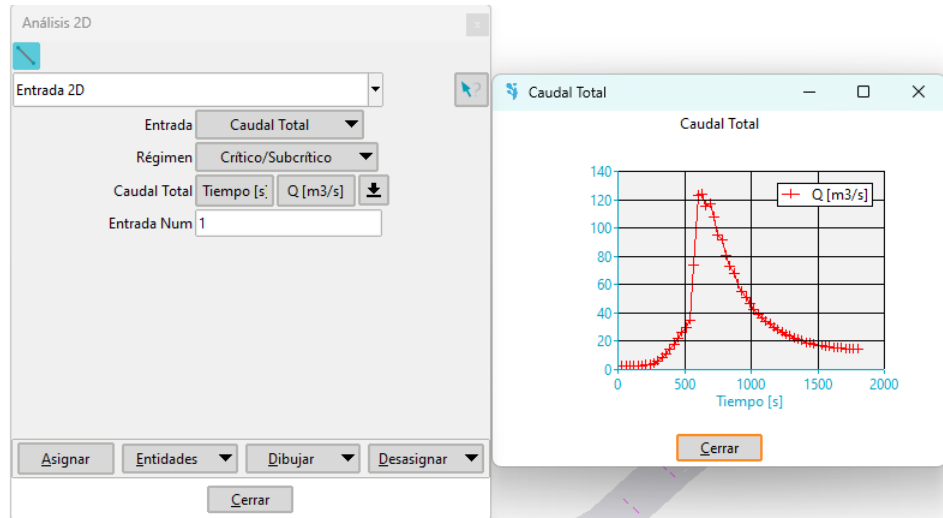 Análisis 2D
x
Entrada 2D
Entrada Caudal Total
Régimen Crítico/Subcrítico
Caudal Total Tiempo [s] Q [m3/s]
Entrada Num 1
Asignar Entidades Dibujar Desasignar
Cerrar
Caudal Total
Caudal Total
Q [m3/s]
140
120
100
80
60
40
20
0
0 500 1000 1500 2000
Tiempo [s]
Cerrar